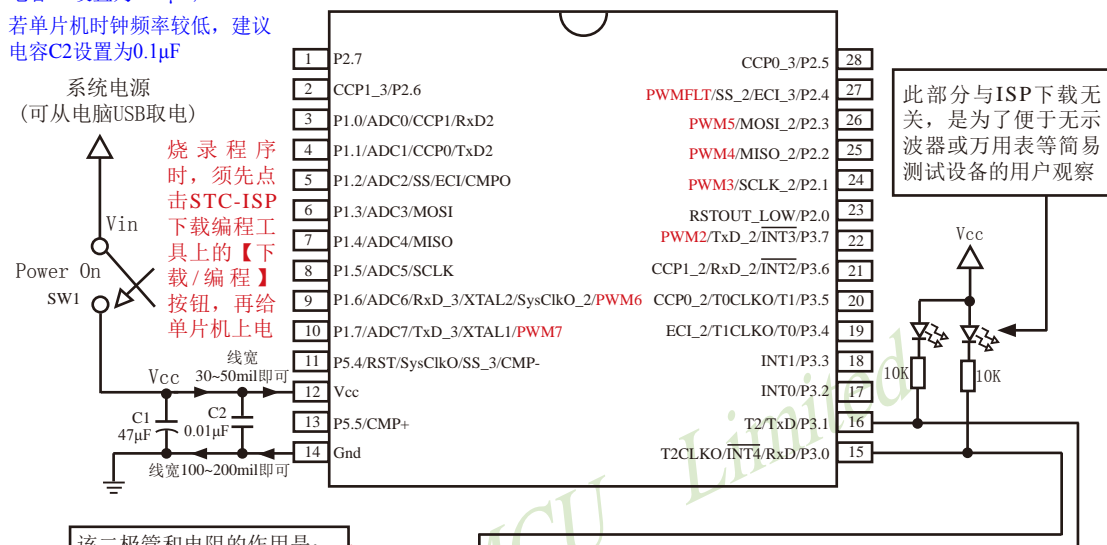 若单片机时钟频率较低，建议
电容C2设置为0.1μF
系统电源
(可从电脑USB取电)
Vin
Power On
SW1
烧录程序
时，须先点
击STC-ISP
下载编程工
具上的【下
载/编程】
按钮，再给
单片机上电
线宽
30~50mil即可
Vcc
C1
47μF
C2
0.01μF
线宽100~200mil即可
1 P2.7
2 CCP1_3/P2.6
3 P1.0/ADC0/CCP1/RxD2
4 P1.1/ADC1/CCP0/TxD2
5 P1.2/ADC2/SS/ECI/CMPO
6 P1.3/ADC3/MOSI
7 P1.4/ADC4/MISO
8 P1.5/ADC5/SCLK
9 P1.6/ADC6/RxD_3/XTAL2/SysClkO_2/PWM6
10 P1.7/ADC7/TxD_3/XTAL1/PWM7
11 P5.4/RST/SysClkO/SS_3/CMP-
12 Vcc
13 P5.5/CMP+
14 Gnd
CCP0_3/P2.5 28
PWMFLT/SS_2/ECI_3/P2.4 27
PWM5/MOSI_2/P2.3 26
PWM4/MISO_2/P2.2 25
PWM3/SCLK_2/P2.1 24
RSTOUT_LOW/P2.0 23
PWM2/TxD_2/INT3/P3.7 22
CCP1_2/RxD_2/INT2/P3.6 21
CCP0_2/T0CLKO/T1/P3.5 20
ECI_2/T1CLKO/T0/P3.4 19
INT1/P3.3 18
INT0/P3.2 17
T2/TxD/P3.1 16
T2CLKO/INT4/RxD/P3.0 15
此部分与ISP下载无
关，是为了便于无示
波器或万用表等简易
测试设备的用户观察
Vcc
10K
10K
MCU Limited
该二极管和电阻的作用是：